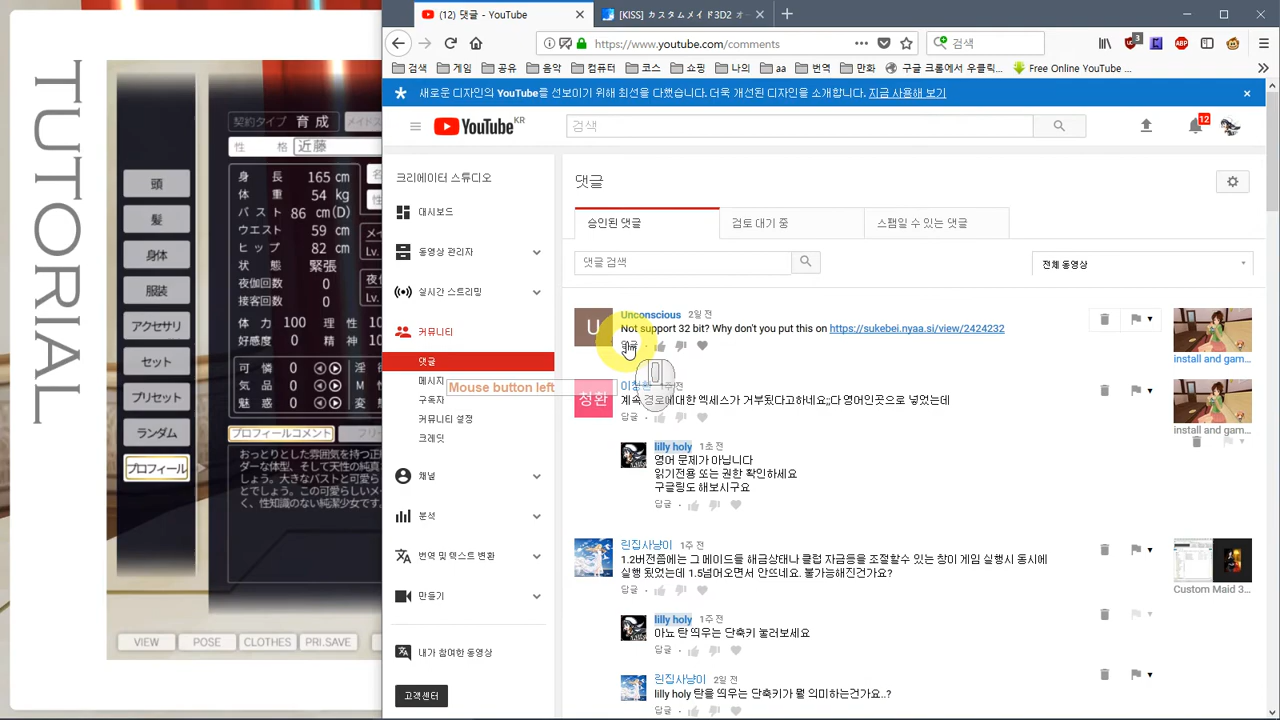 TUTORIAL
契約タイプ 育成
性 格 近藤
身 長 165 cm
体 重 54 kg
バ ス ト 86 cm(D)
ウエスト 59 cm
ヒ ッ プ 82 cm
状 態 緊張
夜伽回数 0
接客回数 0
体 力 100 理 性
好感度 0 精 神
可 憐 0
気 品 0 M
魅 惑 0
Lv.
Lv.
プロフィールコメント
頭
髪
身体
服装
アクセサリ
セット
プリセット
ランダム
プロフィール
VIEW
POSE
CLOTHES
PRI.SAVE
(12) 댓글 - YouTube
[KISS] カスタムメイド3D2 オー
https://www.youtube.com/comments
검색
3
ABP
검색 게임 공유 음악 컴퓨터 코스 쇼핑 나의 aa 번역 만화 구글 크롬에서 우클릭... Free Online YouTube ...
새로운 디자인의 YouTube를 선보이기 위해 최선을 다했습니다. 더욱 개선된 디자인을 소개합니다. 지금 사용해 보기
YouTube KR
검색
12
크리에이터 스튜디오
대시보드
동영상 관리자
실시간 스트리밍
커뮤니티
댓글
메시지
구독자
커뮤니티 설정
크레딧
채널
분석
번역 및 텍스트 변환
만들기
내가 참여한 동영상
고객센터
Mouse button left
댓글
승인된 댓글
검토 대기 중
스팸일 수 있는 댓글
댓글 검색
전체 동영상
U
Unconscious 2일 전
Not support 32 bit? Why don't you put this on https://sukebei.nyaa.si/view/2424232
install and gam...
청환
계속 경로에대한 엑세스가 거부됬다고하네요;;다 영어인곳으로 넣었는데
답글
install and gam...
lilly holy 1초 전
영어 문제가 아닙니다
읽기전용 또는 권한 확인하세요
구글링도 해보시구요
답글
린집사냥이 1주 전
1.2버전쯤에는 그 메이드를 해금상태나 클럽 자금등을 조절할수 있는 창이 게임 실행시 동시에
실행 됬었는데 1.5넘어오면서 안뜨네요. 불가능해진건가요?
답글
Custom Maid 3...
lilly holy 1주 전
아뇨 탄 띄우는 단축키 눌러보세요
답글
린집사냥이 2일 전
lilly holy 탄을 띄우는 단축키가 뭘 의미하는건가요..?